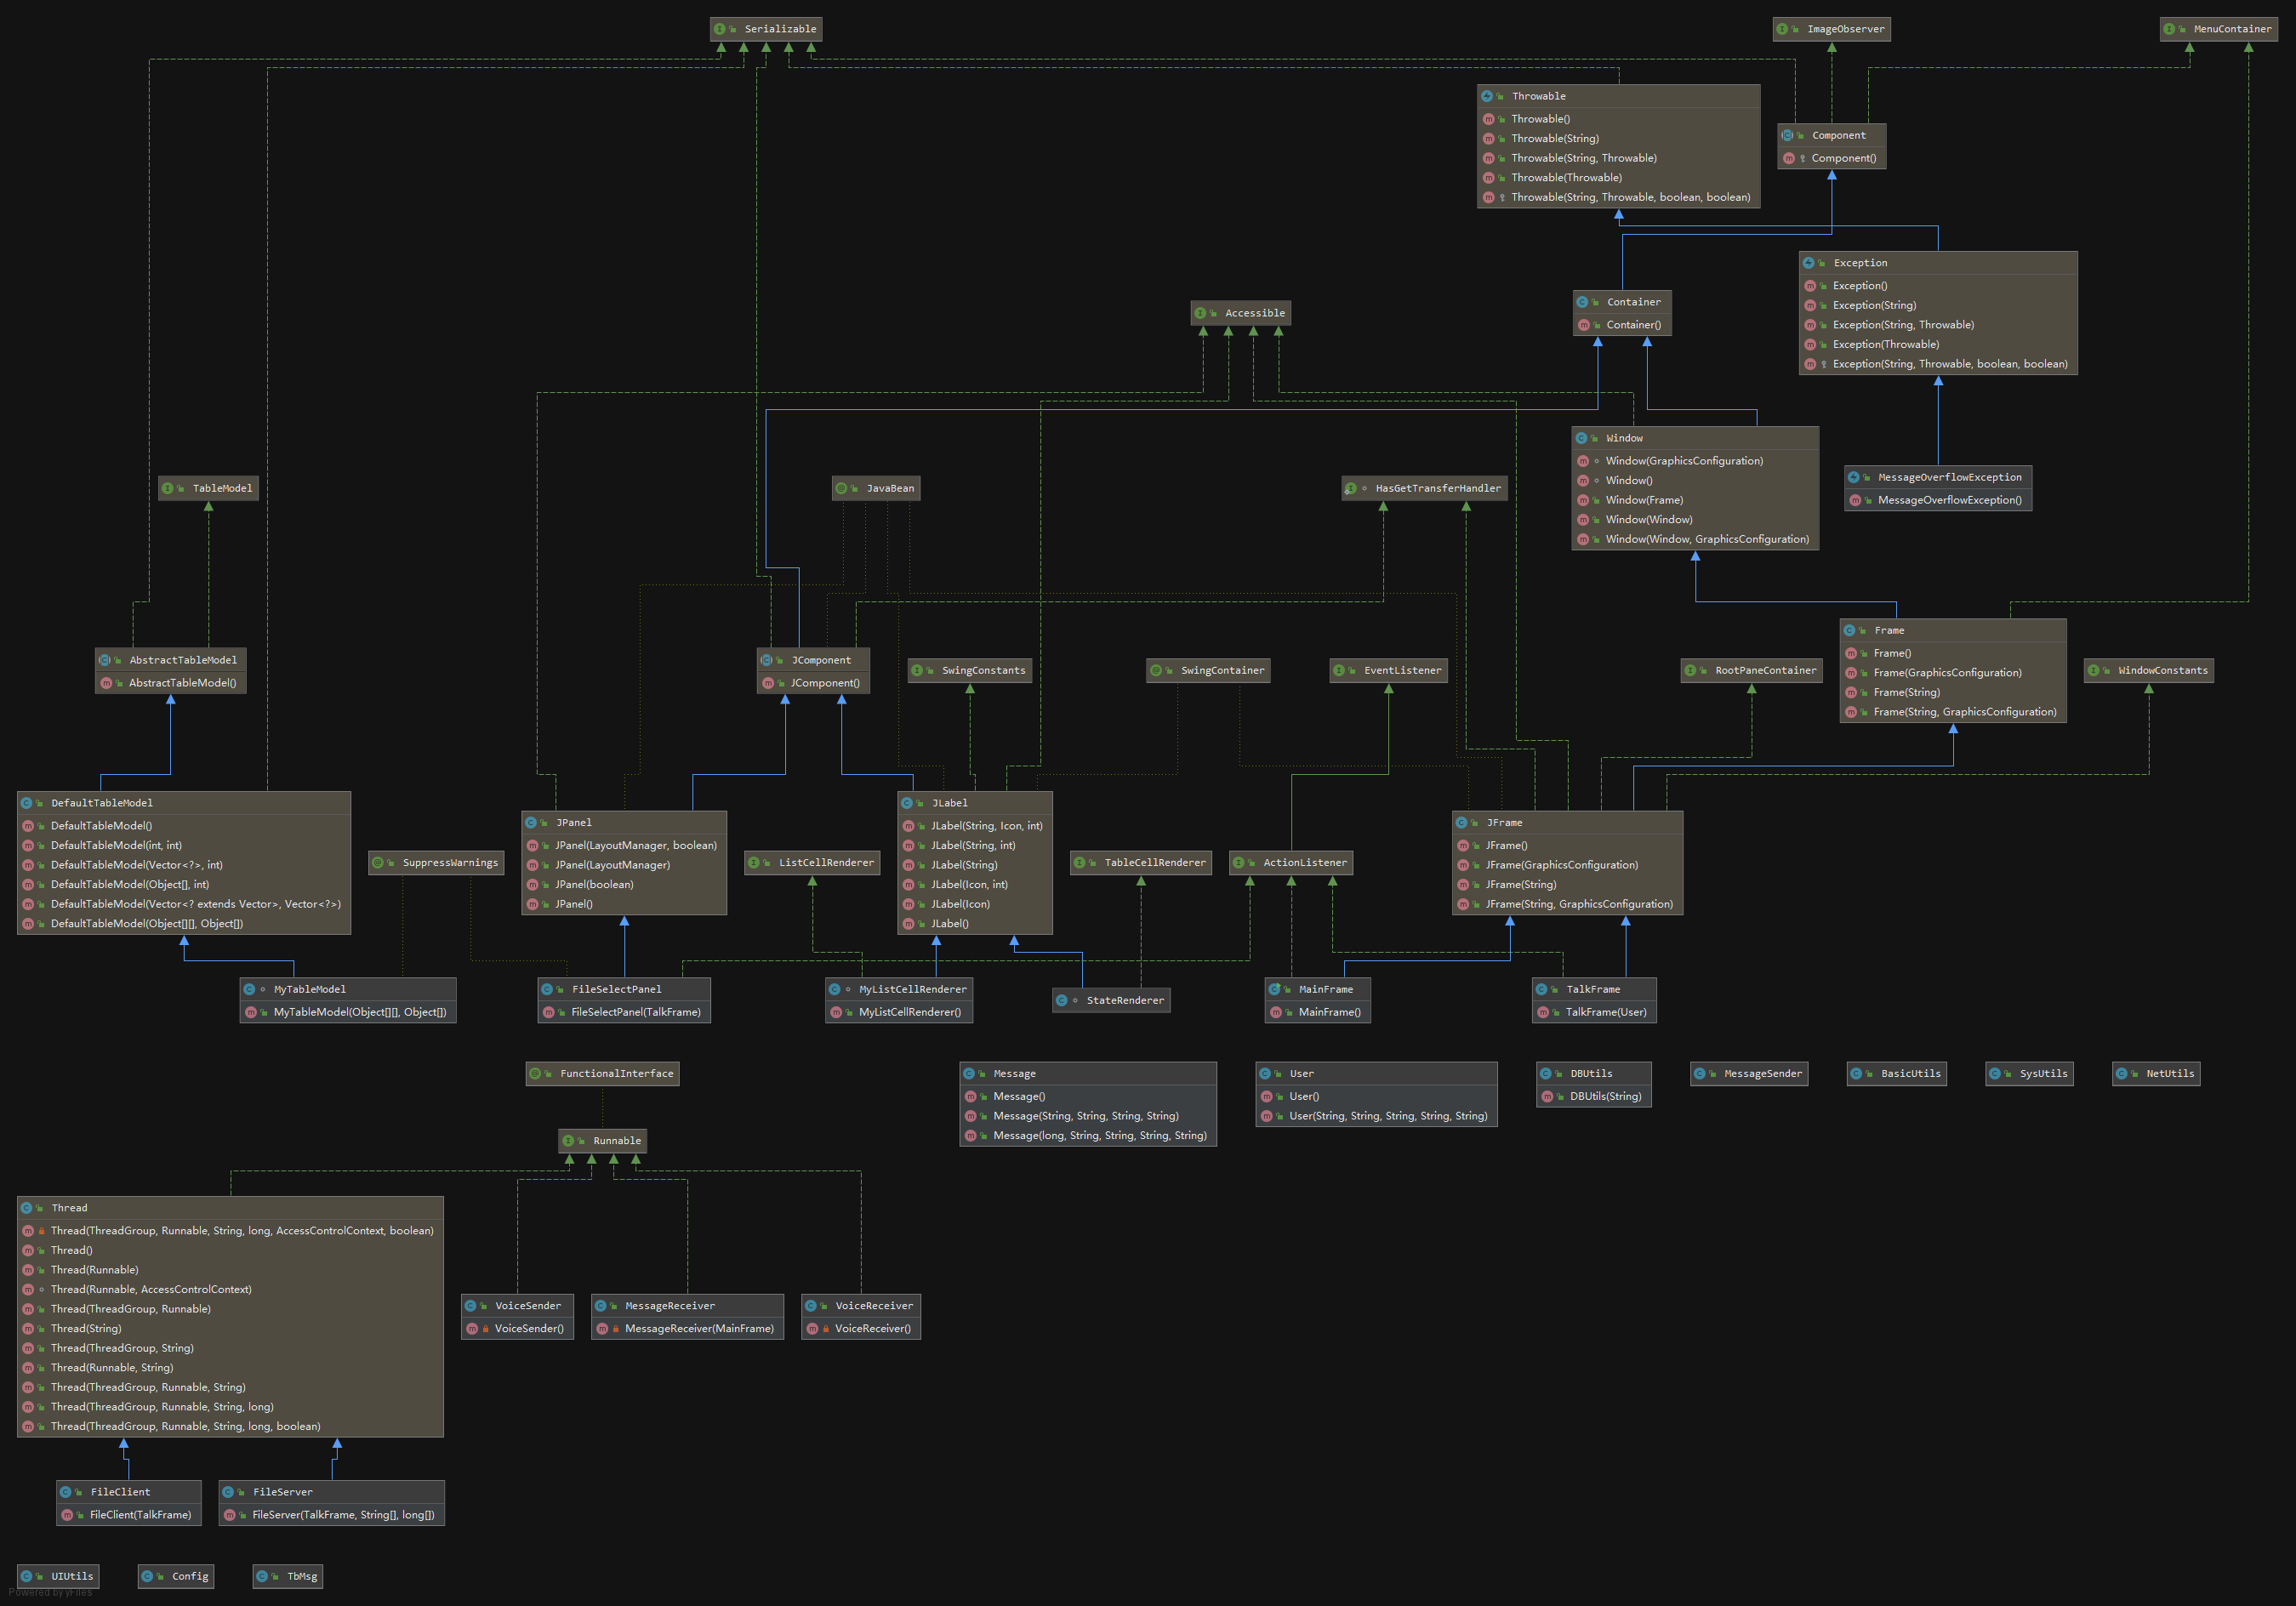 Serializable
ImageObserver
MenuContainer
Throwable
Throwable()
Throwable(String)
Throwable(String, Throwable)
Throwable(Throwable)
Throwable(String, Throwable, boolean, boolean)
Component
Component()
Exception
Exception()
Exception(String)
Exception(String, Throwable)
Exception(Throwable)
Exception(String, Throwable, boolean, boolean)
Container
Container()
Accessible
Window
Window(GraphicsConfiguration)
Window()
Window(Frame)
Window(Window)
Window(Window, GraphicsConfiguration)
MessageOverflowException
MessageOverflowException()
TableModel
JavaBean
HasGetTransferHandler
Frame
Frame()
Frame(GraphicsConfiguration)
Frame(String)
Frame(String, GraphicsConfiguration)
AbstractTableModel
AbstractTableModel()
JComponent
JComponent()
SwingConstants
SwingContainer
EventListener
RootPaneContainer
WindowConstants
DefaultTableModel
DefaultTableModel()
DefaultTableModel(int, int)
DefaultTableModel(Vector<?>, int)
DefaultTableModel(Object[], int)
DefaultTableModel(Vector<? extends Vector>, Vector<?>)
DefaultTableModel(Object[][], Object[])
SuppressWarnings
JPanel
JPanel(LayoutManager, boolean)
JPanel(LayoutManager)
JPanel(boolean)
JPanel()
ListCellRenderer
JLabel
JLabel(String, Icon, int)
JLabel(String, int)
JLabel(String)
JLabel(Icon, int)
JLabel(Icon)
JLabel()
TableCellRenderer
ActionListener
JFrame
JFrame()
JFrame(GraphicsConfiguration)
JFrame(String)
JFrame(String, GraphicsConfiguration)
MyTableModel
MyTableModel(Object[][], Object[])
FileSelectPanel
FileSelectPanel(TalkFrame)
MyListCellRenderer
MyListCellRenderer()
StateRenderer
MainFrame
MainFrame()
TalkFrame
TalkFrame(User)
FunctionalInterface
Message
Message()
Message(String, String, String, String)
Message(long, String, String, String, String)
User
User()
User(String, String, String, String, String)
DBUtils
DBUtils(String)
MessageSender
BasicUtils
SysUtils
NetUtils
Runnable
Thread
Thread(ThreadGroup, Runnable, String, long, AccessControlContext, boolean)
Thread()
Thread(Runnable)
Thread(Runnable, AccessControlContext)
Thread(ThreadGroup, Runnable)
Thread(String)
Thread(ThreadGroup, String)
Thread(Runnable, String)
Thread(ThreadGroup, Runnable, String)
Thread(ThreadGroup, Runnable, String, long)
Thread(ThreadGroup, Runnable, String, long, boolean)
VoiceSender
VoiceSender()
MessageReceiver
MessageReceiver(MainFrame)
VoiceReceiver
VoiceReceiver()
FileClient
FileClient(TalkFrame)
FileServer
FileServer(TalkFrame, String[], long[])
UIUtils
Config
TbMsg
Powered by yFiles